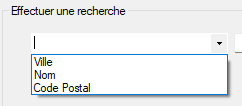 Effectuer une recherche
Ville
Nom
Code Postal